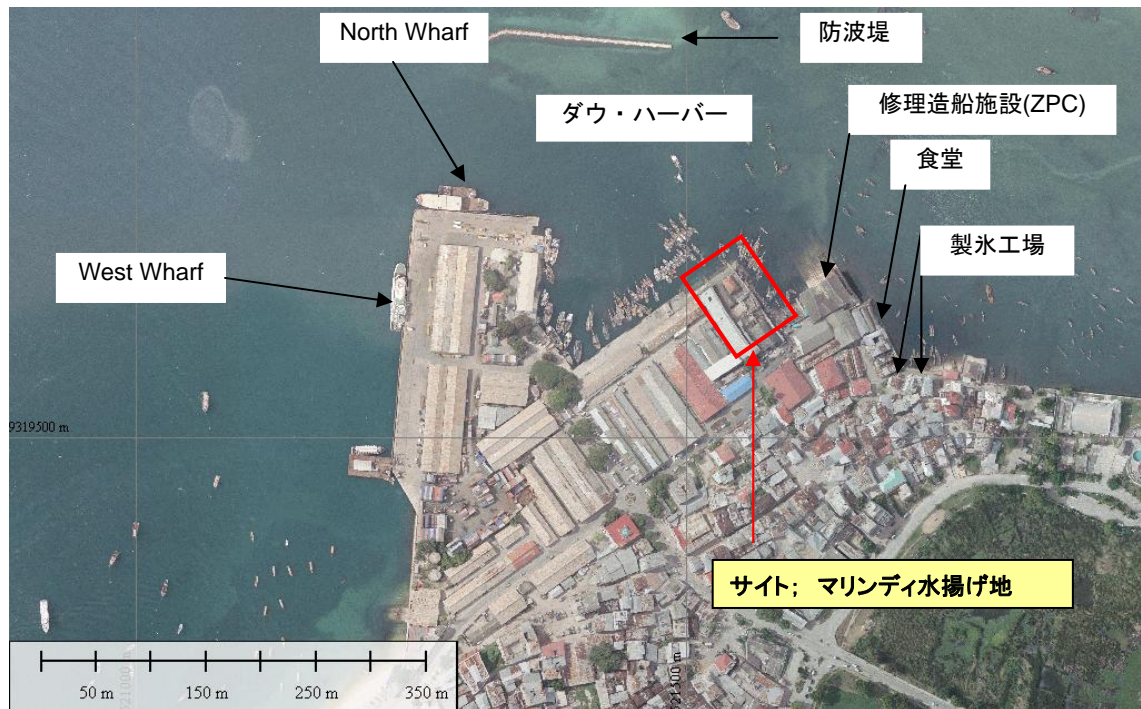 North Wharf
防波堤
ダウ・ハーバー
修理造船施設(ZPC)
食堂
製氷工場
West Wharf
9319500 m
サイト； マリンディ水揚げ地
50 m 150 m 250 m 350 m